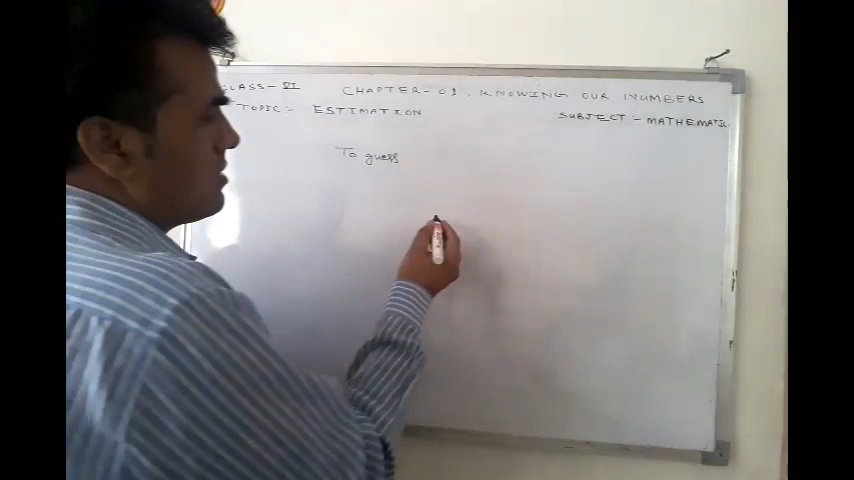 CLASS- VI CHAPTER- 01. KNOWING OUR NUMBERS
TOPIC:- ESTIMATION
SUBJECT:- MATHEMATICS
To guess